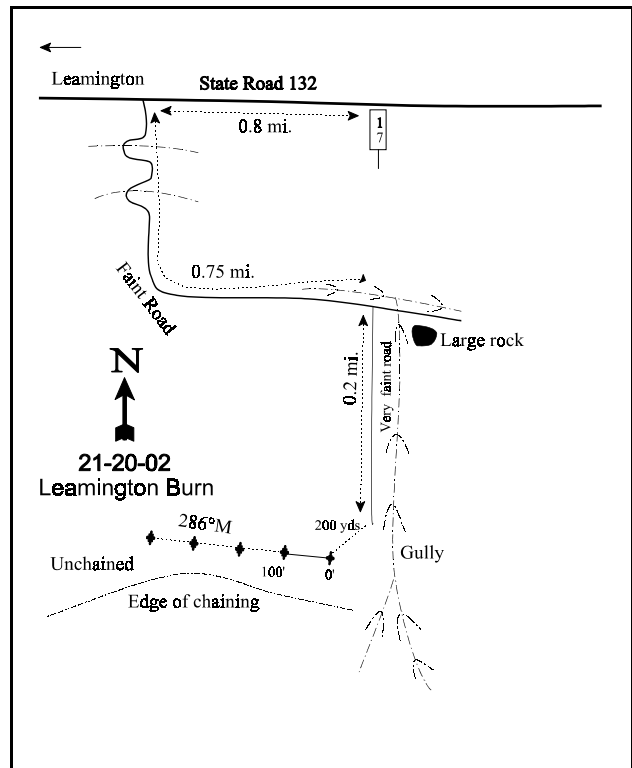 Leamington
State Road 132
0.8 mi.
1
7
0.75 mi.
Faint Road
Large rock
0.2 mi.
Very faint road
N
21-20-02
Leamington Burn
286°M
200 yds.
Unchained
100'
0'
Gully
Edge of chaining